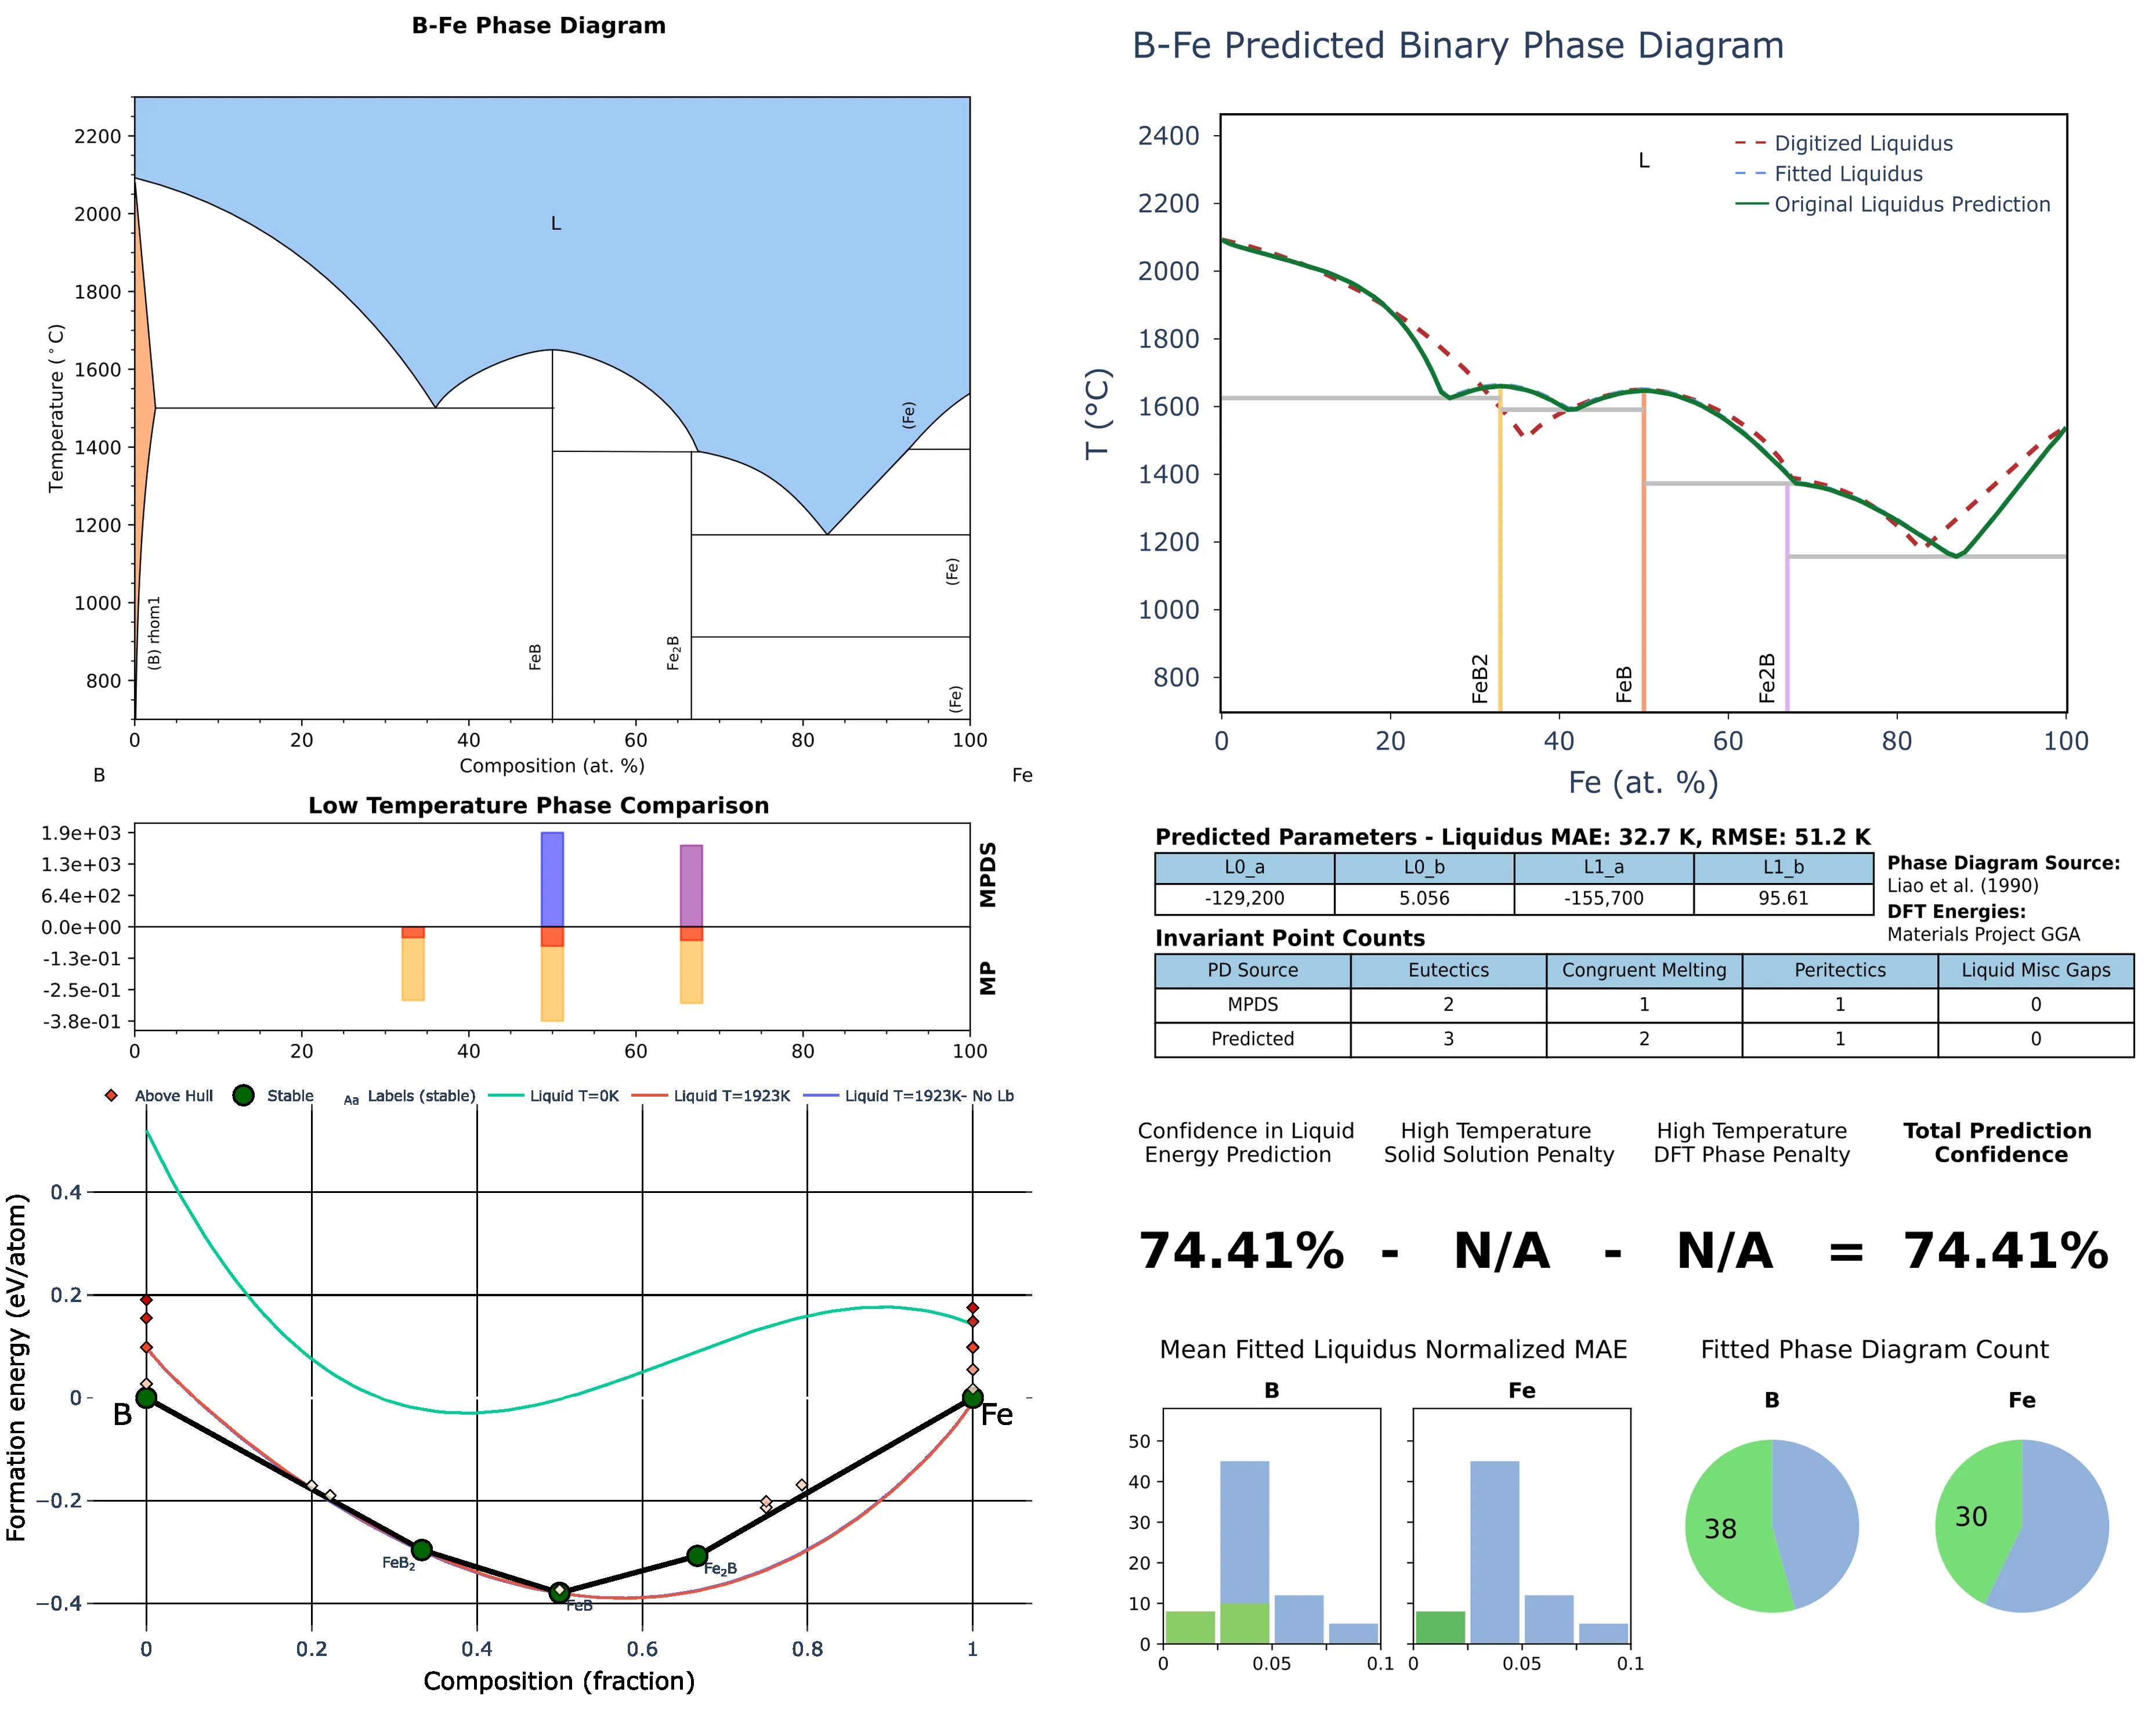 B-Fe Phase Diagram
2200
2000
1800
1600
1400
1200
1000
800
Temperature (°C)
L
(B) rhom1
FeB
Fe2B
(Fe)
(Fe)
(Fe)
0 20 40 60 80 100
Composition (at. %)
B Fe
B-Fe Predicted Binary Phase Diagram
2400
2200
2000
1800
1600
1400
1200
1000
800
T (°C)
L
Digitized Liquidus
Fitted Liquidus
Original Liquidus Prediction
FeB2
FeB
Fe2B
0 20 40 60 80 100
Fe (at. %)
Low Temperature Phase Comparison
1.9e+03
1.3e+03
6.4e+02
0.0e+00
-1.3e-01
-2.5e-01
-3.8e-01
MPDS
MP
0 20 40 60 80 100
Predicted Parameters - Liquidus MAE: 32.7 K, RMSE: 51.2 K
L0_a L0_b L1_a L1_b
-129,200 5.056 -155,700 95.61
Phase Diagram Source:
Liao et al. (1990)
DFT Energies:
Materials Project GGA
Invariant Point Counts
PD Source Eutectics Congruent Melting Peritectics Liquid Misc Gaps
MPDS 2 1 1 0
Predicted 3 2 1 0
Above Hull Stable Aa Labels (stable) Liquid T=0K Liquid T=1923K Liquid T=1923K- No Lb
0.4
0.2
0
−0.2
−0.4
Formation energy (eV/atom)
B
Fe
FeB2
FeB
Fe2B
0 0.2 0.4 0.6 0.8 1
Composition (fraction)
Confidence in Liquid
Energy Prediction
High Temperature
Solid Solution Penalty
High Temperature
DFT Phase Penalty
Total Prediction
Confidence
74.41% - N/A - N/A = 74.41%
Mean Fitted Liquidus Normalized MAE
B Fe
50
40
30
20
10
0
0 0.05 0.1
0 0.05 0.1
Fitted Phase Diagram Count
B Fe
38
30